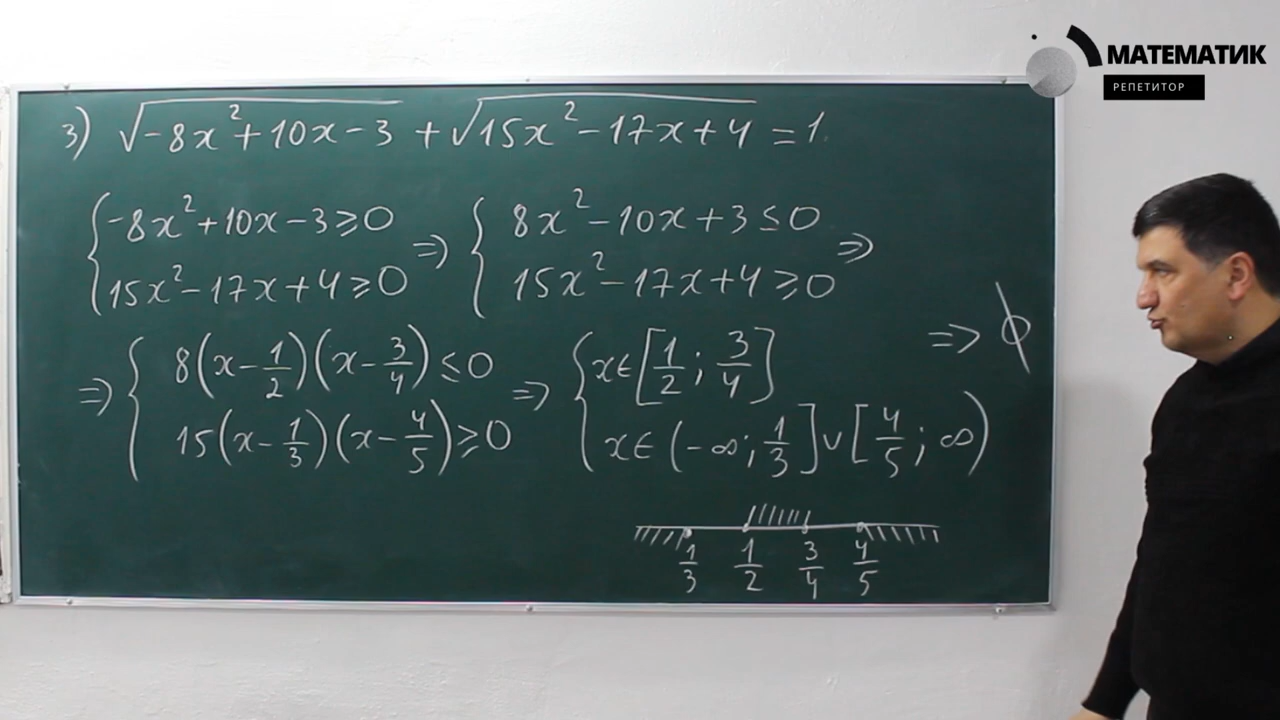 МАТЕМАТИК
РЕПЕТИТОР
3) √(-8x²+10x-3) + √(15x²-17x+4) = 1.
{ -8x²+10x-3≥0 => { 8x²-10x+3≤0 =>
{ 15x²-17x+4≥0 { 15x²-17x+4≥0
=> { 8(x-1/2)(x-3/4)≤0 => { x∈[1/2; 3/4] => ∅
{ 15(x-1/3)(x-4/5)≥0 { x∈(-∞; 1/3]∪[4/5; ∞)
1/3 1/2 3/4 4/5